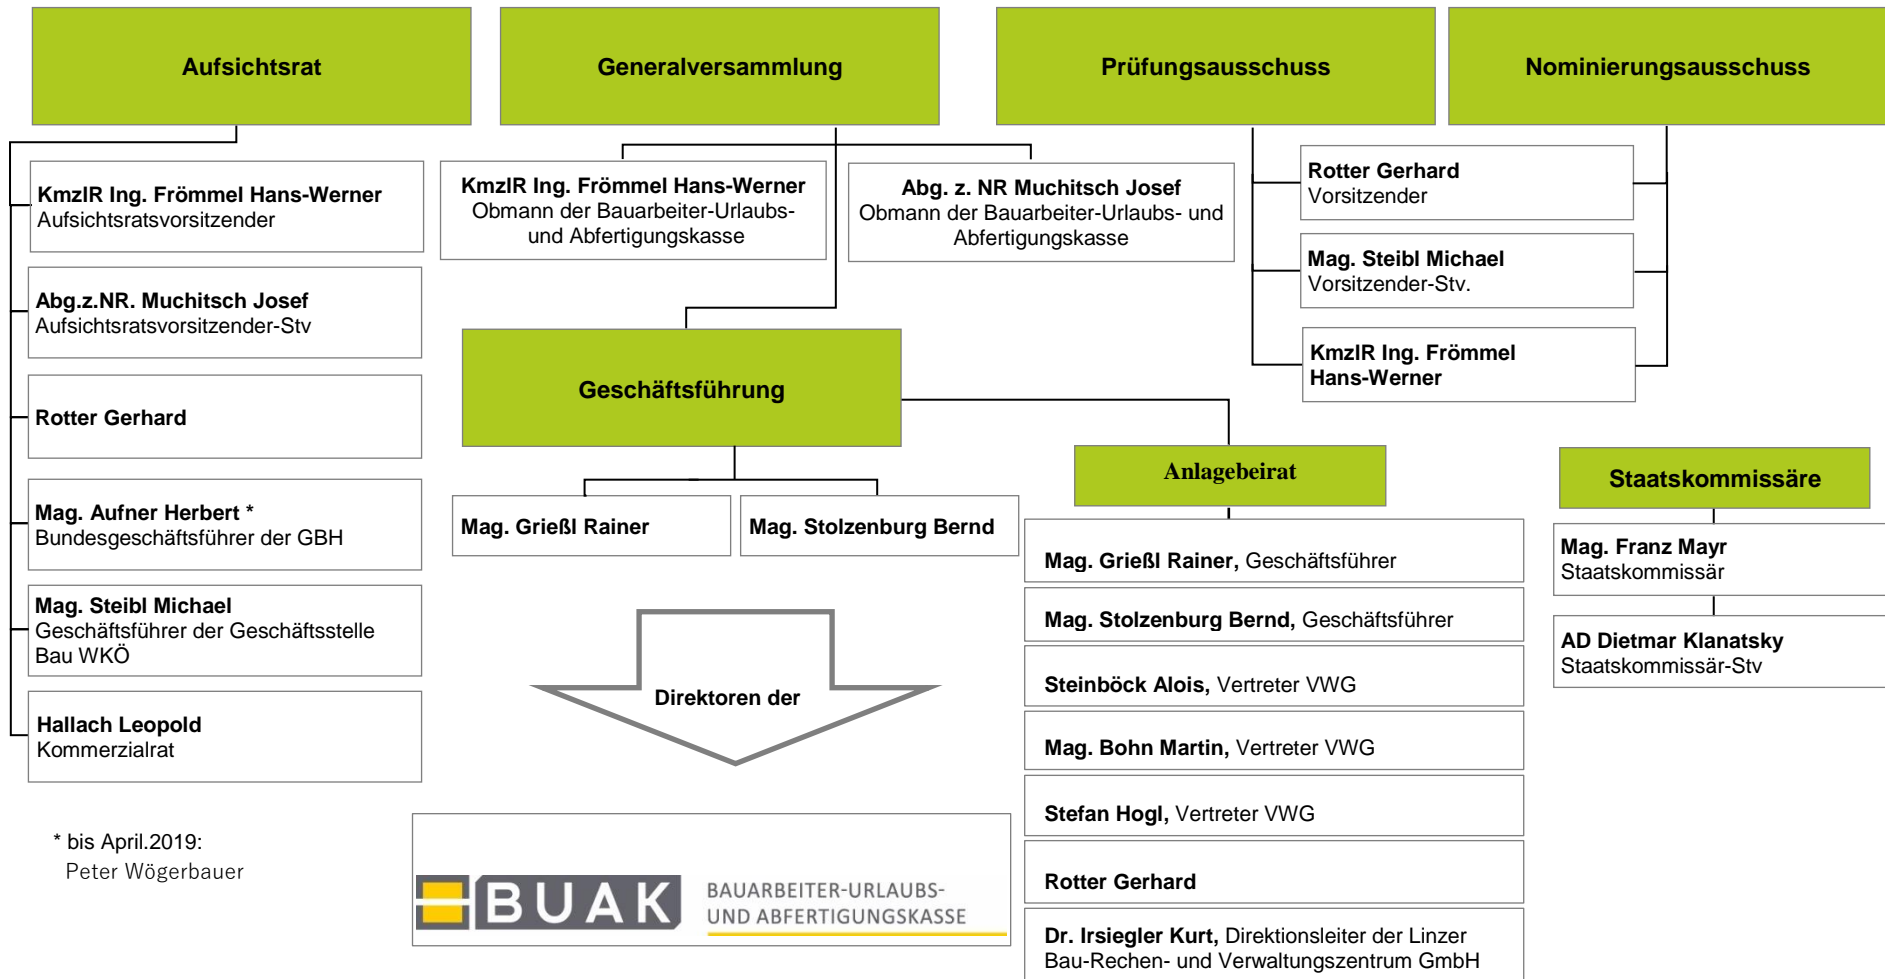 Aufsichtsrat
Generalversammlung
Prüfungsausschuss
Nominierungsausschuss
KmzlR Ing. Frömmel Hans-Werner
Aufsichtsratsvorsitzender
Abg.z.NR. Muchitsch Josef
Aufsichtsratsvorsitzender-Stv
Rotter Gerhard
Mag. Aufner Herbert *
Bundesgeschäftsführer der GBH
Mag. Steibl Michael
Geschäftsführer der Geschäftsstelle
Bau WKÖ
Hallach Leopold
Kommerzialrat
* bis April.2019:
Peter Wögerbauer
KmzlR Ing. Frömmel Hans-Werner
Obmann der Bauarbeiter-Urlaubs-
und Abfertigungskasse
Abg. z. NR Muchitsch Josef
Obmann der Bauarbeiter-Urlaubs- und
Abfertigungskasse
Geschäftsführung
Mag. Grießl Rainer
Mag. Stolzenburg Bernd
Direktoren der
BUAK
BAUARBEITER-URLAUBS-
UND ABFERTIGUNGSKASSE
Rotter Gerhard
Vorsitzender
Mag. Steibl Michael
Vorsitzender-Stv.
KmzlR Ing. Frömmel
Hans-Werner
Anlagebeirat
Mag. Grießl Rainer, Geschäftsführer
Mag. Stolzenburg Bernd, Geschäftsführer
Steinböck Alois, Vertreter VWG
Mag. Bohn Martin, Vertreter VWG
Stefan Hogl, Vertreter VWG
Rotter Gerhard
Dr. Irsiegler Kurt, Direktionsleiter der Linzer
Bau-Rechen- und Verwaltungszentrum GmbH
Staatskommissäre
Mag. Franz Mayr
Staatskommissär
AD Dietmar Klanatsky
Staatskommissär-Stv